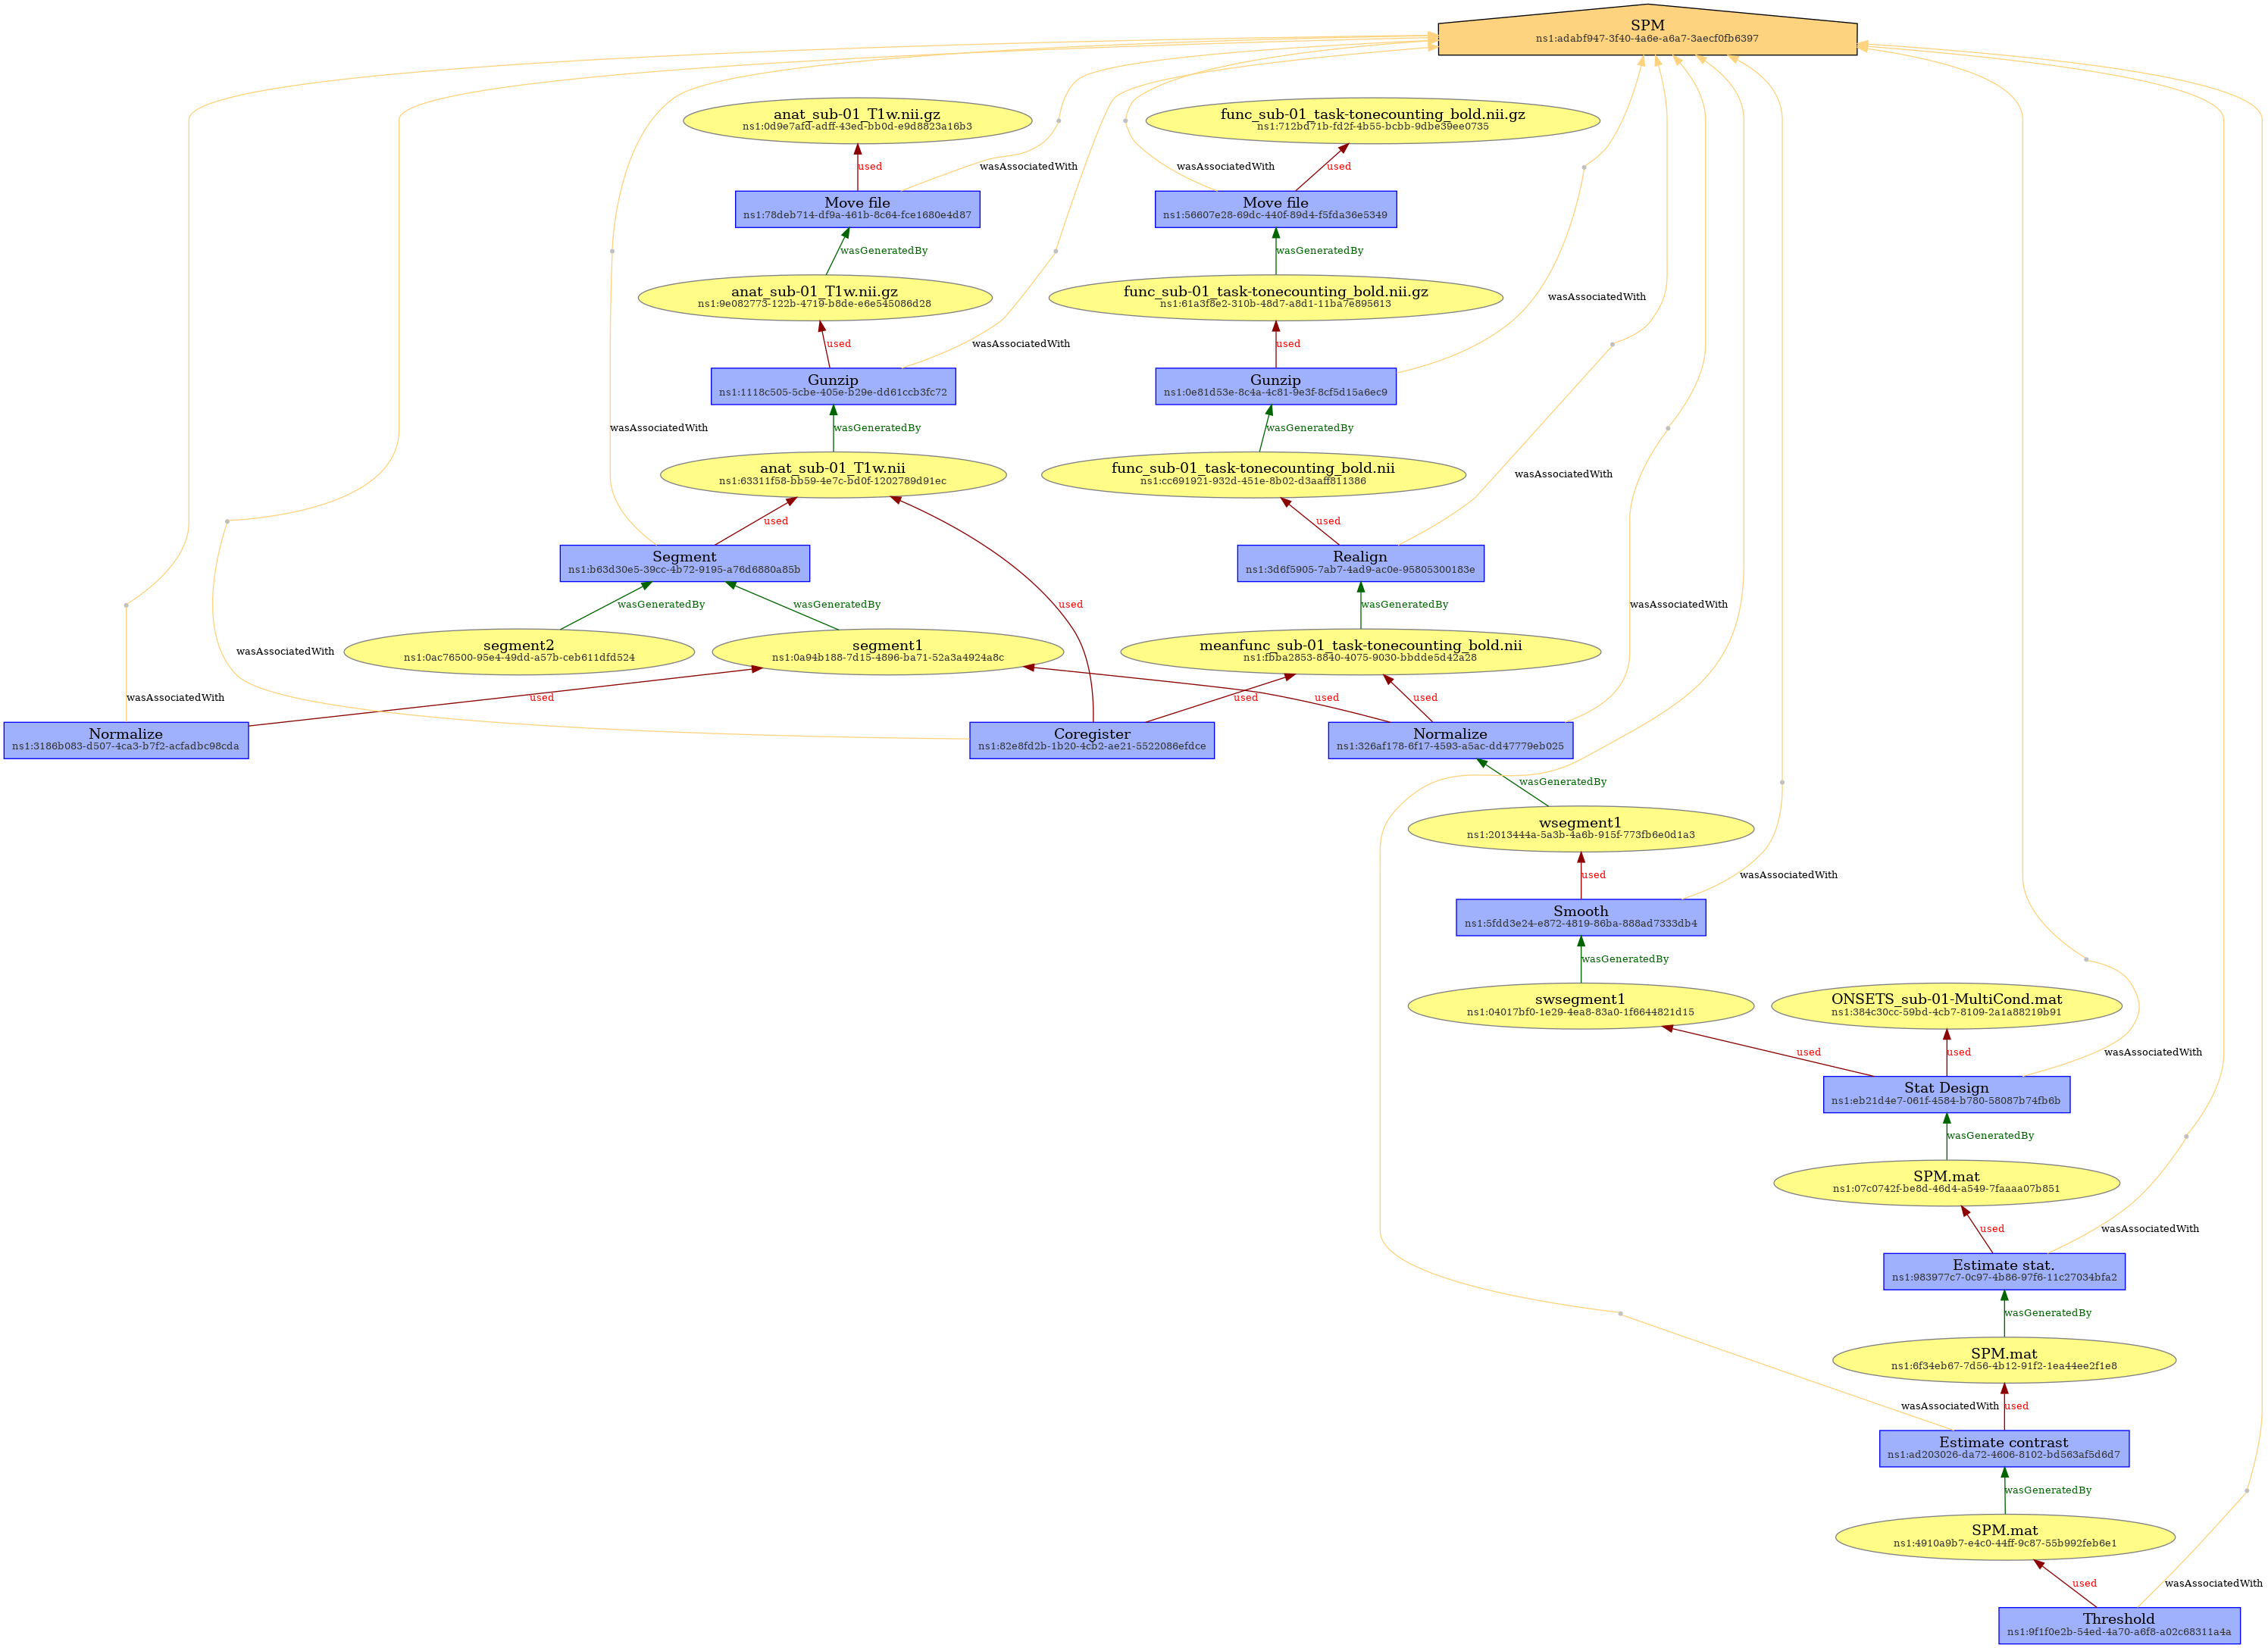 SPM
ns1:adabf947-3f40-4a6e-a6a7-3aecf0fb6397
anat_sub-01_T1w.nii.gz
ns1:0d9e7afd-adff-43ed-bb0d-e9d8823a16b3
func_sub-01_task-tonecounting_bold.nii.gz
ns1:712bd71b-fd2f-4b55-bcbb-9dbe39ee0735
used
wasAssociatedWith
wasAssociatedWith
used
Move file
ns1:78deb714-df9a-461b-8c64-fce1680e4d87
Move file
ns1:56607e28-69dc-440f-89d4-f5fda36e5349
wasGeneratedBy
wasGeneratedBy
anat_sub-01_T1w.nii.gz
ns1:9e082773-122b-4719-b8de-e6e545086d28
func_sub-01_task-tonecounting_bold.nii.gz
ns1:61a3f8e2-310b-48d7-a8d1-11ba7e895613
wasAssociatedWith
used
wasAssociatedWith
used
Gunzip
ns1:1118c505-5cbe-405e-b29e-dd61ccb3fc72
Gunzip
ns1:0e81d53e-8c4a-4c81-9e3f-8cf5d15a6ec9
wasAssociatedWith
wasGeneratedBy
wasGeneratedBy
anat_sub-01_T1w.nii
ns1:63311f58-bb59-4e7c-bd0f-1202789d91ec
func_sub-01_task-tonecounting_bold.nii
ns1:cc691921-932d-451e-8b02-d3aaff811386
wasAssociatedWith
used
used
Segment
ns1:b63d30e5-39cc-4b72-9195-a76d6880a85b
Realign
ns1:3d6f5905-7ab7-4ad9-ac0e-95805300183e
wasGeneratedBy
wasGeneratedBy
used
wasGeneratedBy
wasAssociatedWith
wasAssociatedWith
segment2
ns1:0ac76500-95e4-49dd-a57b-ceb611dfd524
segment1
ns1:0a94b188-7d15-4896-ba71-52a3a4924a8c
meanfunc_sub-01_task-tonecounting_bold.nii
ns1:fbba2853-8840-4075-9030-bbdde5d42a28
wasAssociatedWith
used
used
used
used
Normalize
ns1:3186b083-d507-4ca3-b7f2-acfadbc98cda
Coregister
ns1:82e8fd2b-1b20-4cb2-ae21-5522086efdce
Normalize
ns1:326af178-6f17-4593-a5ac-dd47779eb025
wasGeneratedBy
wsegment1
ns1:2013444a-5a3b-4a6b-915f-773fb6e0d1a3
used
wasAssociatedWith
Smooth
ns1:5fdd3e24-e872-4819-86ba-888ad7333db4
wasGeneratedBy
swsegment1
ns1:04017bf0-1e29-4ea8-83a0-1f6644821d15
ONSETS_sub-01-MultiCond.mat
ns1:384c30cc-59bd-4cb7-8109-2a1a88219b91
used
used
wasAssociatedWith
Stat Design
ns1:eb21d4e7-061f-4584-b780-58087b74fb6b
wasGeneratedBy
SPM.mat
ns1:07c0742f-be8d-46d4-a549-7faaaa07b851
used
wasAssociatedWith
Estimate stat.
ns1:983977c7-0c97-4b86-97f6-11c27034bfa2
wasGeneratedBy
SPM.mat
ns1:6f34eb67-7d56-4b12-91f2-1ea44ee2f1e8
wasAssociatedWith
used
Estimate contrast
ns1:ad203026-da72-4606-8102-bd563af5d6d7
wasGeneratedBy
SPM.mat
ns1:4910a9b7-e4c0-44ff-9c87-55b992feb6e1
used
wasAssociatedWith
Threshold
ns1:9f1f0e2b-54ed-4a70-a6f8-a02c68311a4a